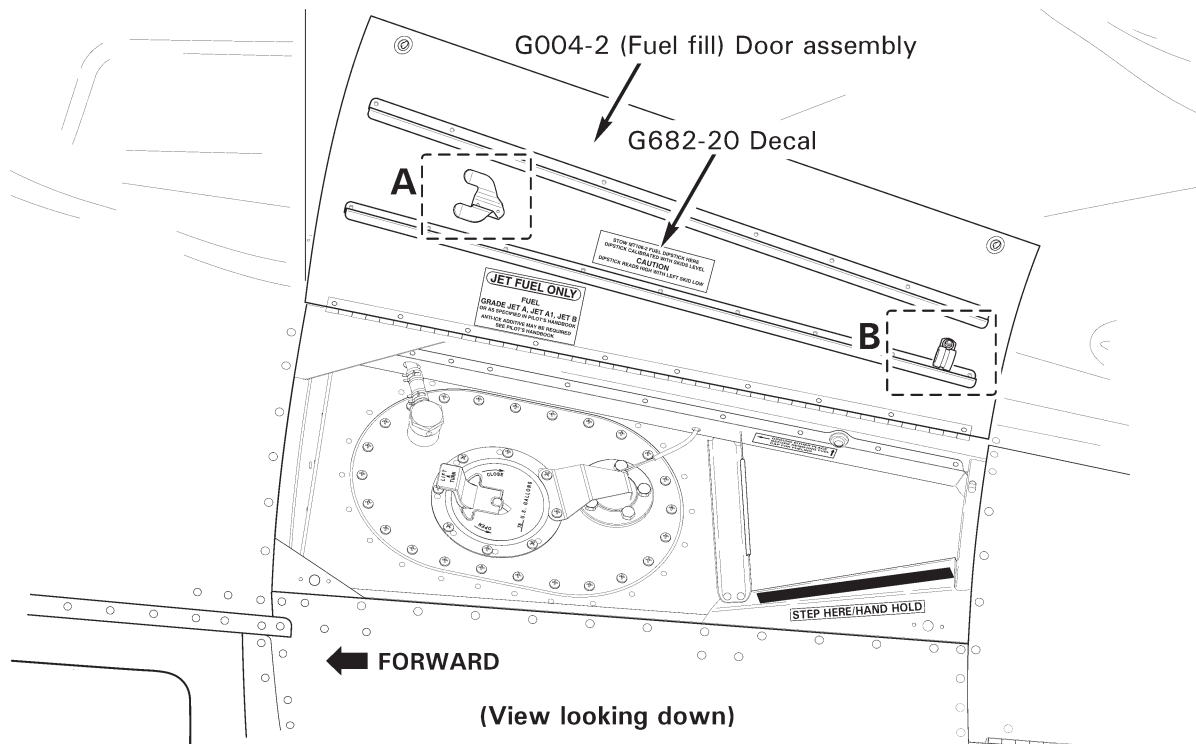 G004-2 (Fuel fill) Door assembly
G682-20 Decal
A
STOW MT106-2 FUEL DIPSTICK HERE
DIPSTICK CALIBRATED WITH SKIDS LEVEL
CAUTION
DIPSTICK READS HIGH WITH LEFT SKID LOW
JET FUEL ONLY
FUEL
GRADE JET A, JET A1, JET B
OR AS SPECIFIED IN PILOT'S HANDBOOK
ANTI-ICE ADDITIVE MAY BE REQUIRED
SEE PILOT'S HANDBOOK
B
LIFT
&
TURN
CLOSE
OPEN
U.S. GALLONS
STEP HERE/HAND HOLD
FORWARD
(View looking down)